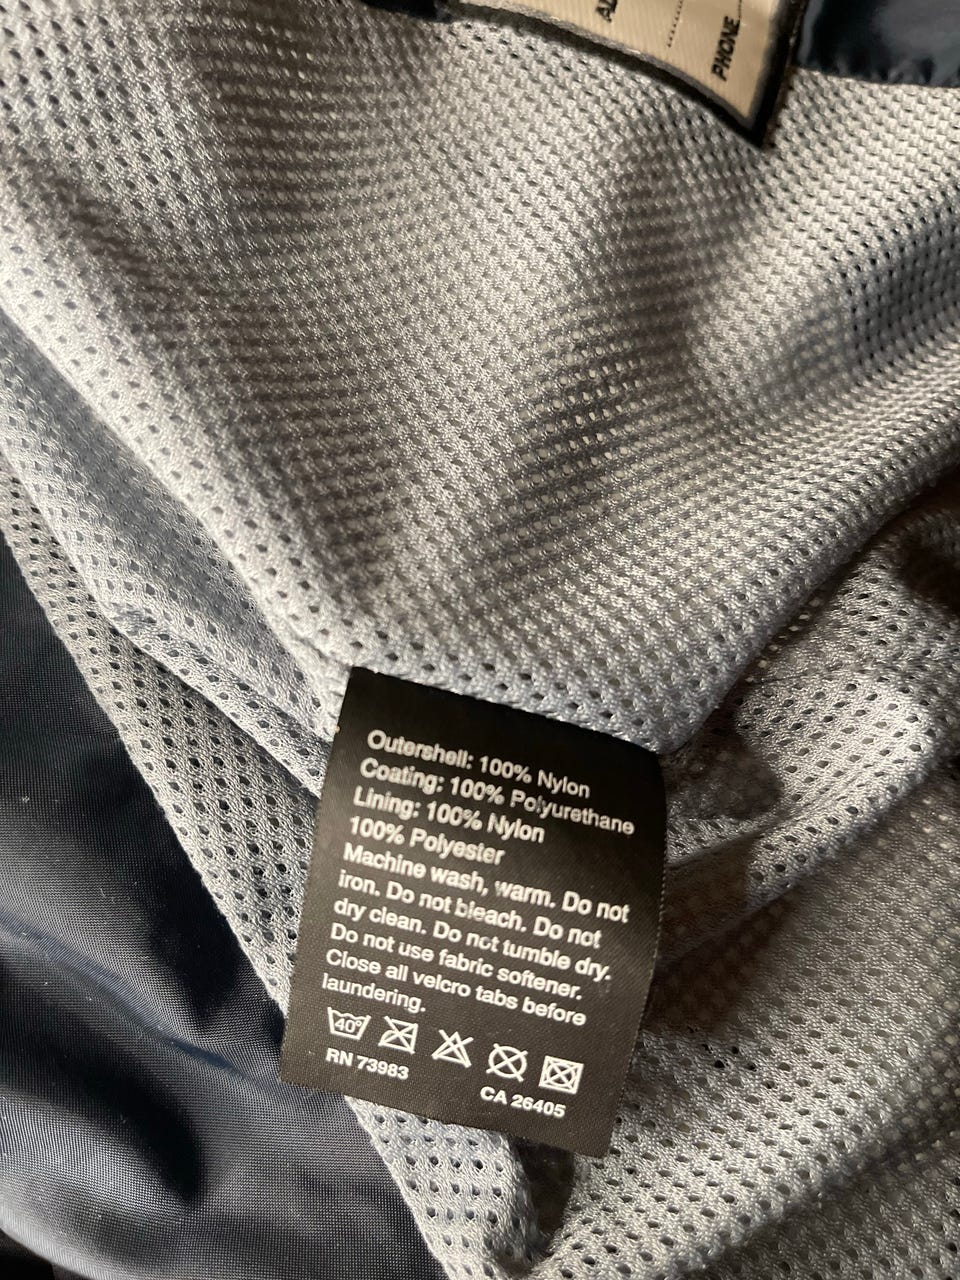 PHONE
Outershell: 100% Nylon
Coating: 100% Polyurethane
Lining: 100% Nylon
100% Polyester
Machine wash, warm. Do not
iron. Do not bleach. Do not
dry clean. Do not tumble dry.
Do not use fabric softener.
Close all velcro tabs before
laundering.
40°
RN 73983
CA 26405